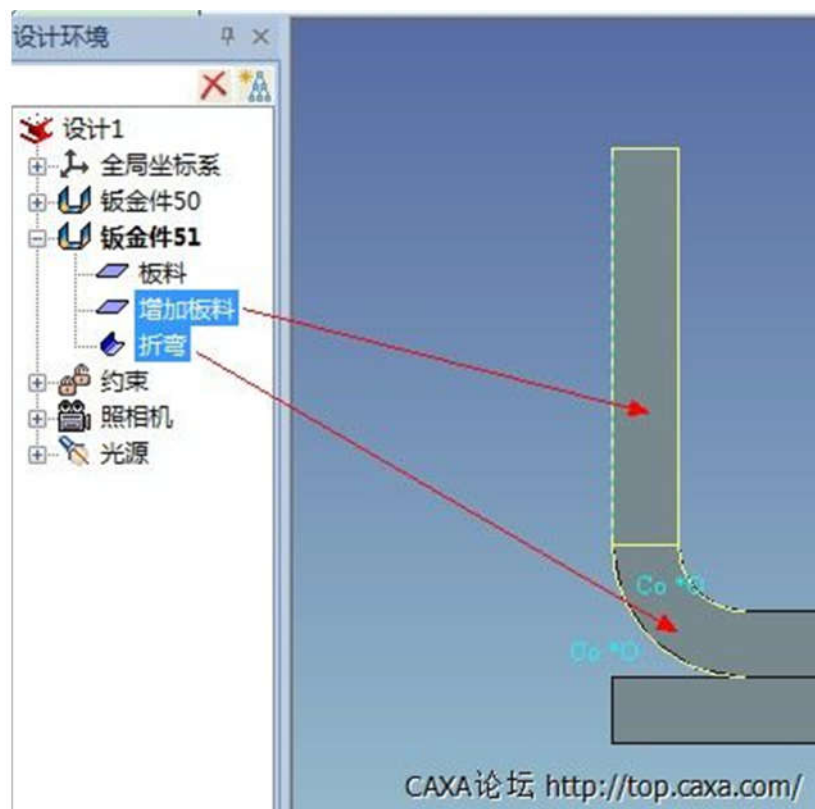 设计环境
设计1
全局坐标系
钣金件50
钣金件51
板料
增加板料
折弯
约束
照相机
光源
CAXA论坛 http://top.caxa.com/